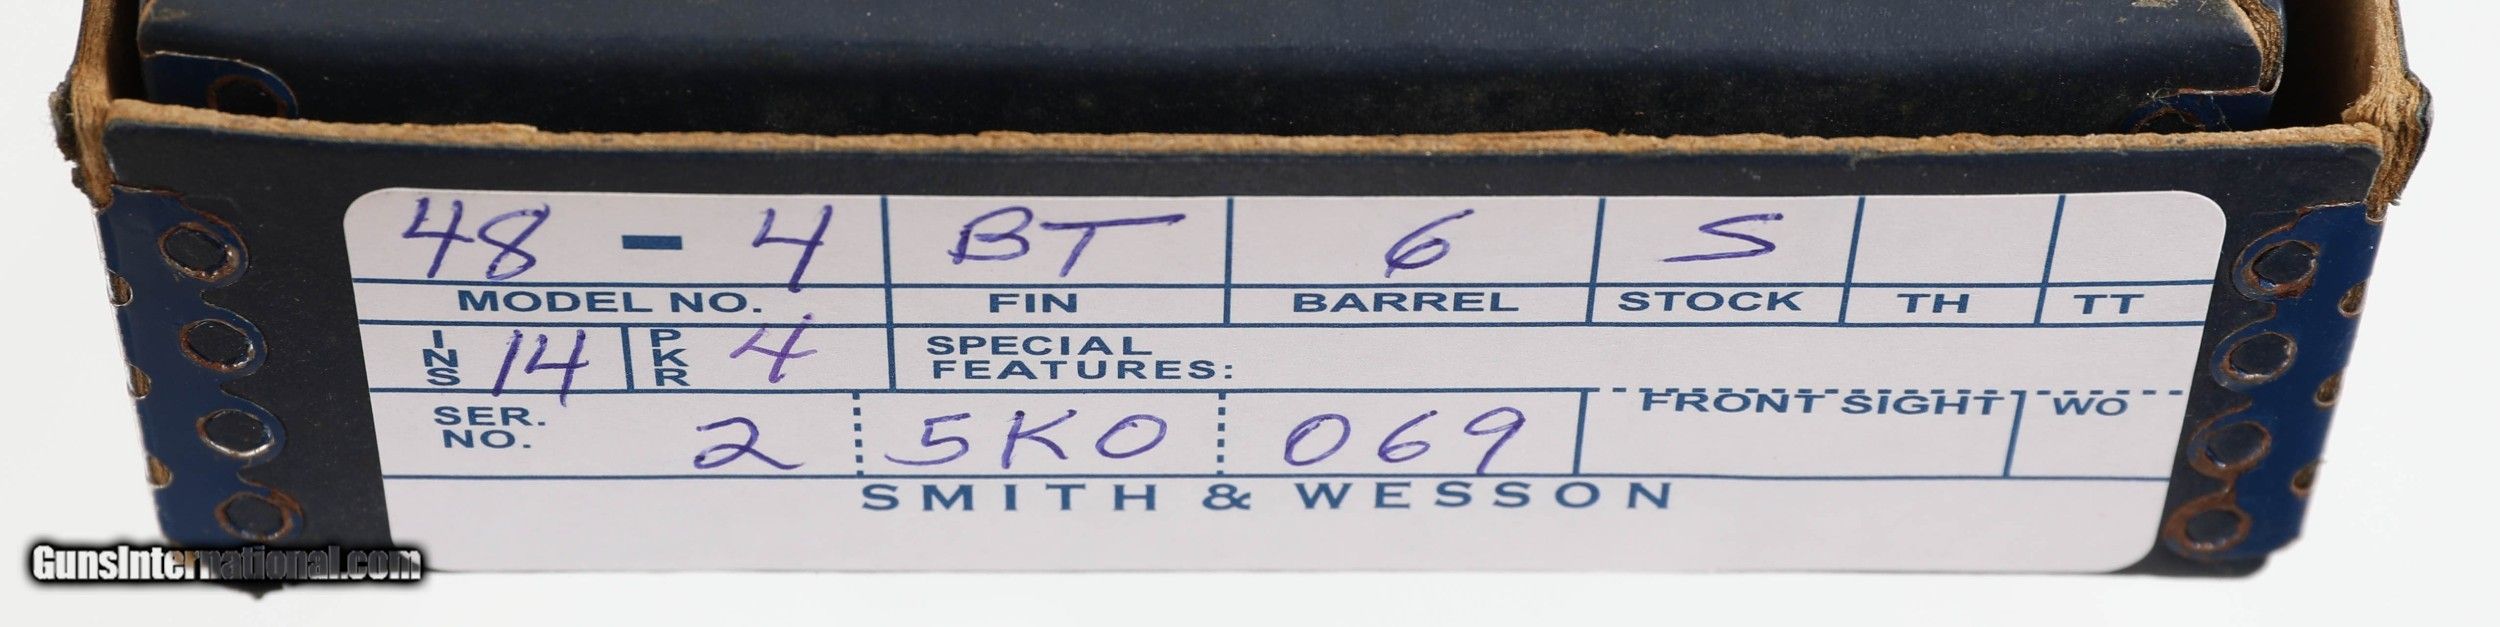 48 - 4 BT 6 S
MODEL NO. FIN BARREL STOCK TH TT
INS 14 PKR 4 SPECIAL
FEATURES:
FRONT SIGHT WO
SER.
NO. 2 5K0 069
SMITH & WESSON
GunsInternational.com